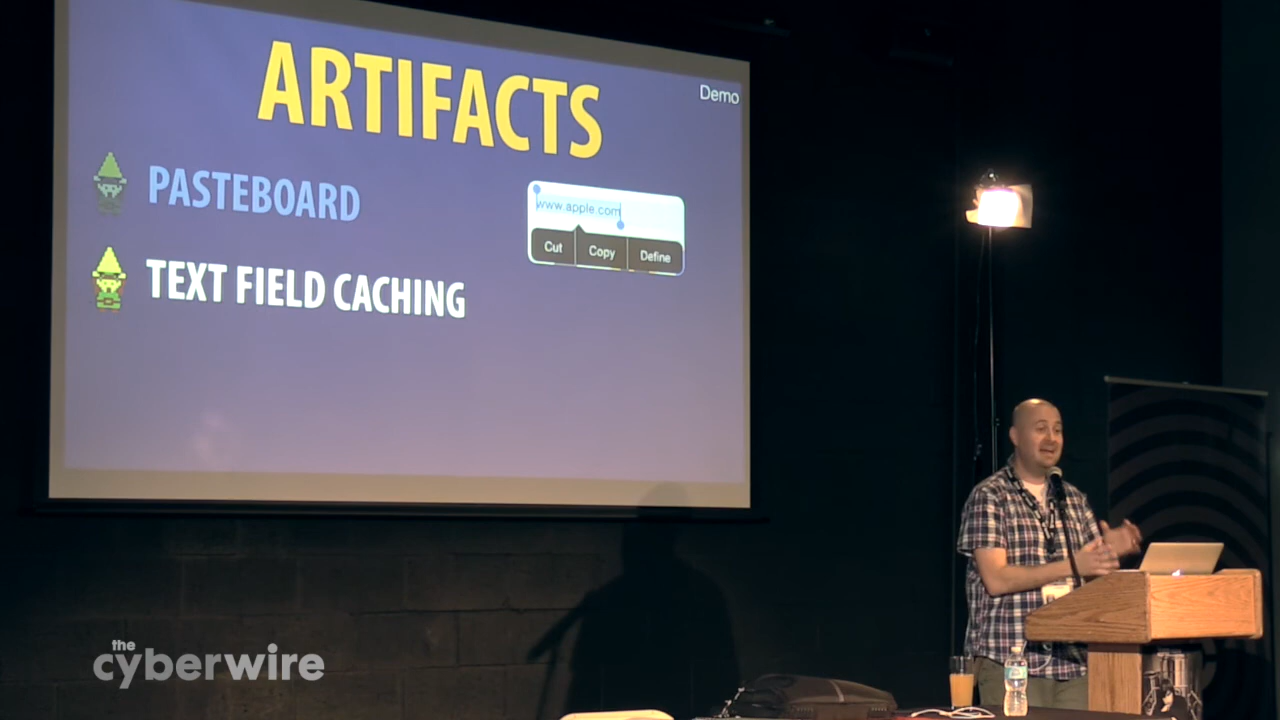 ARTIFACTS
Demo
PASTEBOARD
www.apple.com
Cut Copy Define
TEXT FIELD CACHING
the
cyberwire